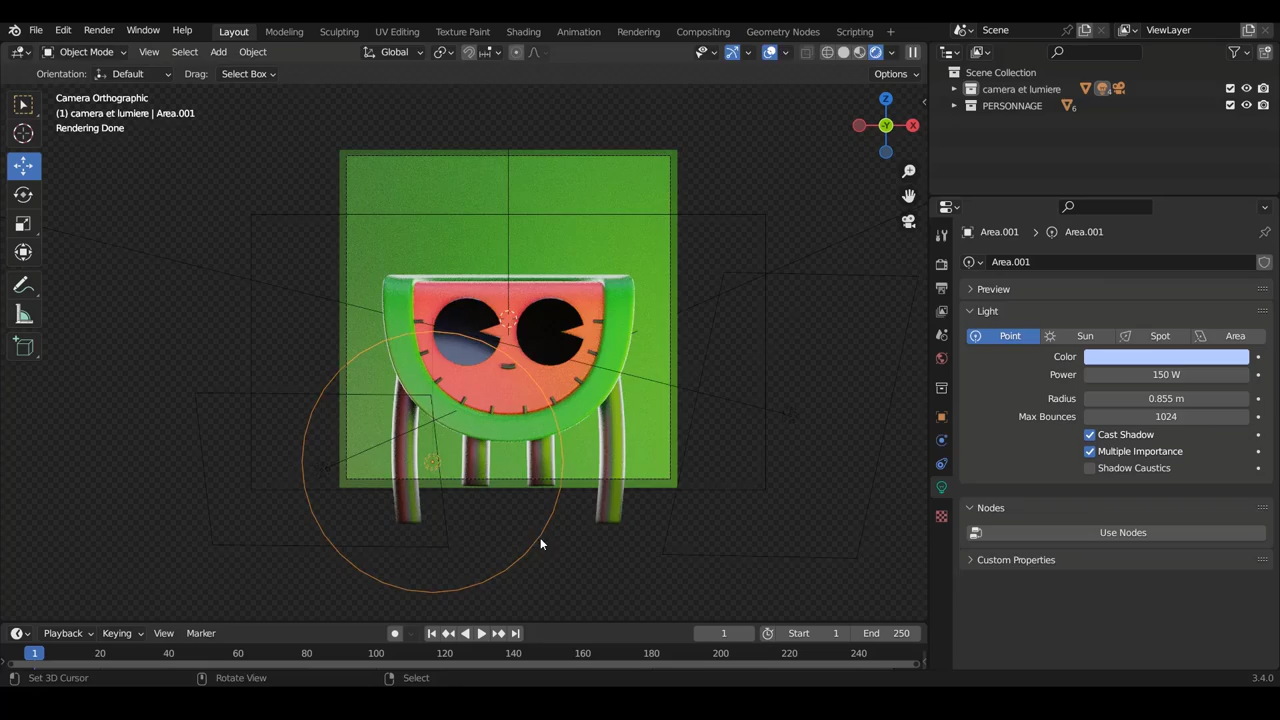 File Edit Render Window Help Layout Modeling Sculpting UV Editing Texture Paint Shading Animation Rendering Compositing Geometry Nodes Scripting + Scene ViewLayer
Object Mode View Select Add Object Global
Orientation: Default Drag: Select Box Options
Camera Orthographic
(1) camera et lumiere | Area.001
Rendering Done
Z
-Y
X
Scene Collection
camera et lumiere 4
PERSONNAGE 6
Area.001 Area.001
Area.001
Preview
Light
Point Sun Spot Area
Color
Power 150 W
Radius 0.855 m
Max Bounces 1024
Cast Shadow
Multiple Importance
Shadow Caustics
Nodes
Use Nodes
Custom Properties
Playback Keying View Marker 1 Start 1 End 250
1 20 40 60 80 100 120 140 160 180 200 220 240
Set 3D Cursor Rotate View Select 3.4.0